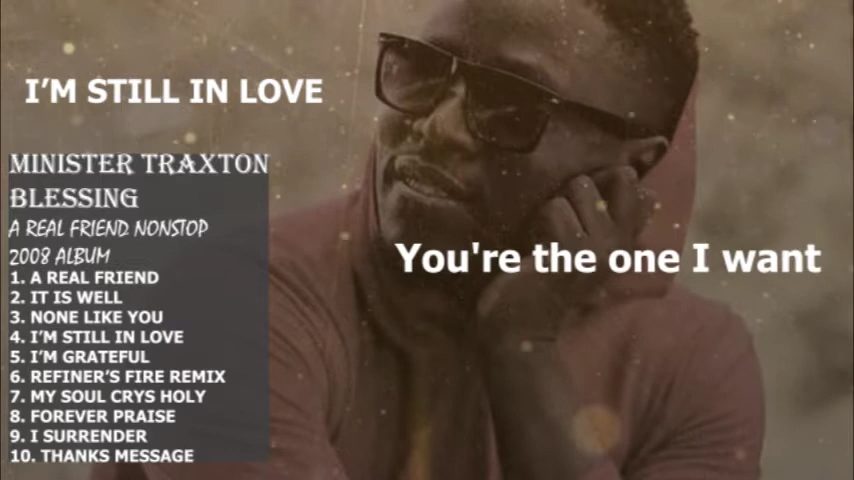 I’M STILL IN LOVE
MINISTER TRAXTON
BLESSING
A REAL FRIEND NONSTOP
2008 ALBUM
1. A REAL FRIEND
2. IT IS WELL
3. NONE LIKE YOU
4. I’M STILL IN LOVE
5. I’M GRATEFUL
6. REFINER’S FIRE REMIX
7. MY SOUL CRYS HOLY
8. FOREVER PRAISE
9. I SURRENDER
10. THANKS MESSAGE
You're the one I want